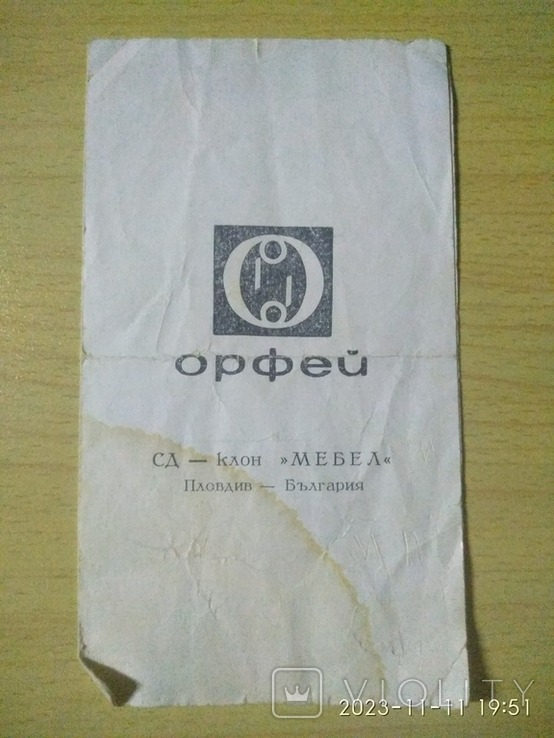 орфей
СД — клон »МЕБЕЛ«
Пловдив — България
VIOLITY
2023-11-11 19:51